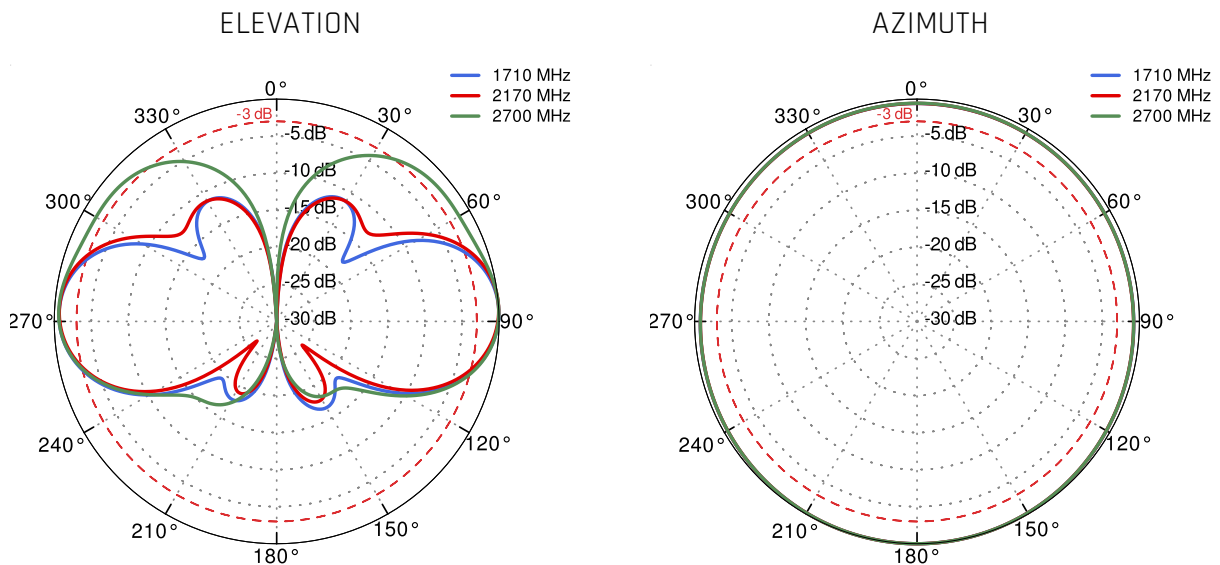 ELEVATION
1710 MHz
2170 MHz
2700 MHz
0°
330°
30°
-3 dB
-5 dB
-10 dB
300°
60°
-15 dB
-20 dB
-25 dB
-30 dB
270°
90°
240°
120°
210°
150°
180°
AZIMUTH
1710 MHz
2170 MHz
2700 MHz
0°
330°
30°
-3 dB
-5 dB
-10 dB
300°
60°
-15 dB
-20 dB
-25 dB
-30 dB
270°
90°
240°
120°
210°
150°
180°